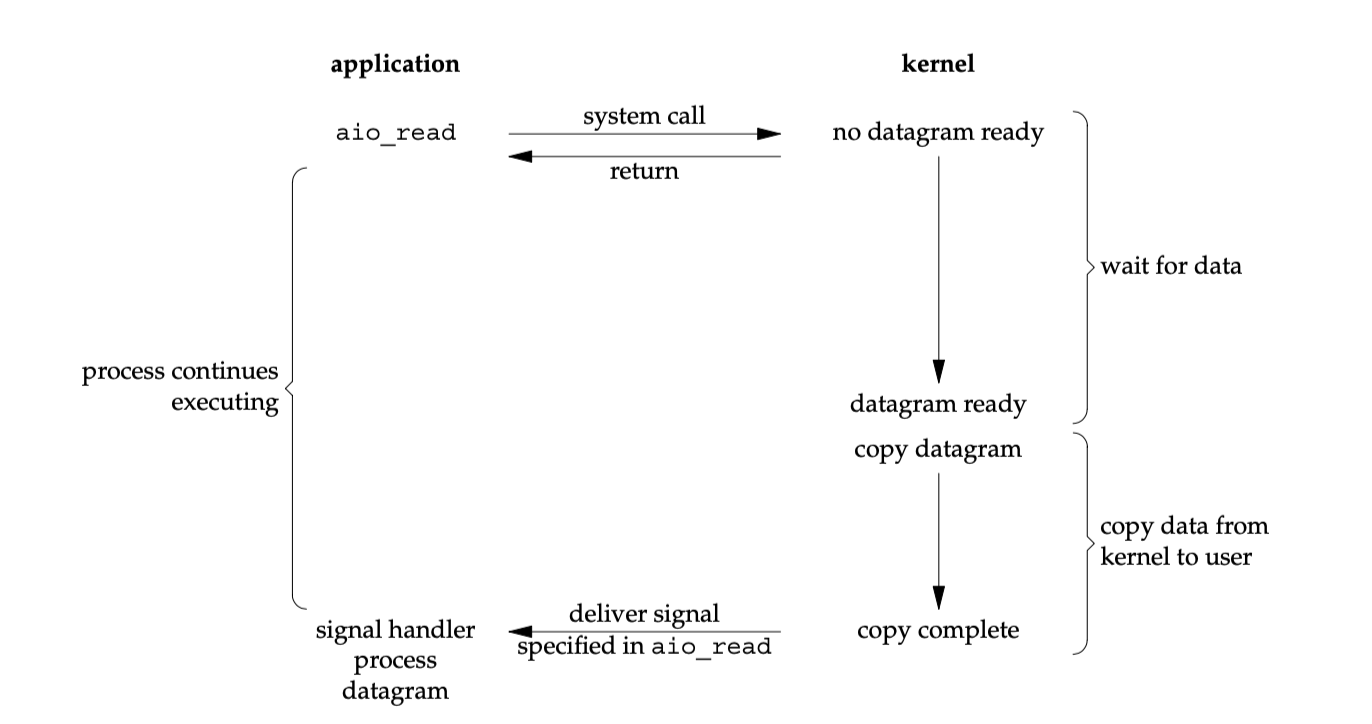 application
kernel
aio_read
system call
no datagram ready
return
wait for data
process continues
executing
datagram ready
copy datagram
copy data from
kernel to user
deliver signal
signal handler
copy complete
specified in aio_read
process
datagram